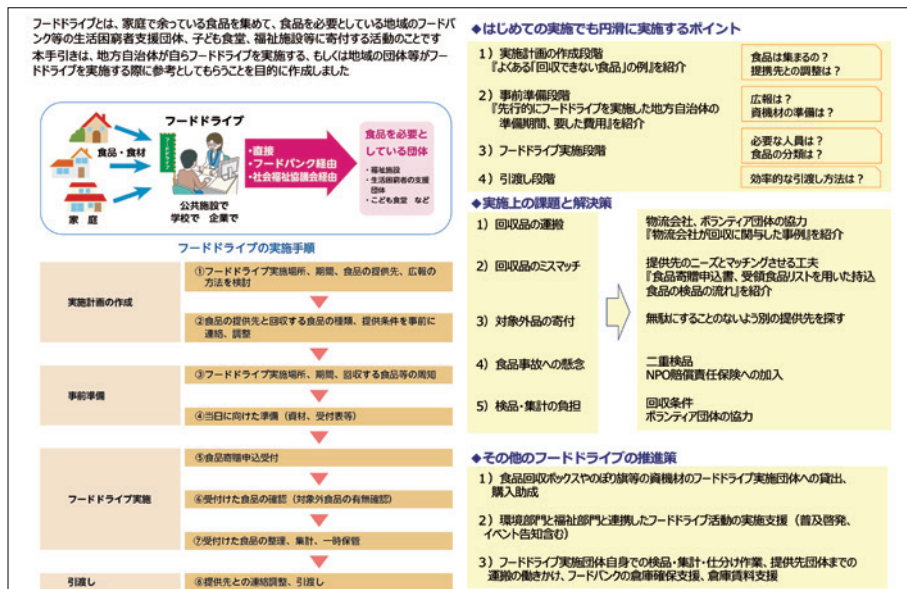 フードドライブとは、家庭で余っている食品を集めて、食品を必要としている地域のフードバ
ンク等の生活困窮者支援団体、子ども食堂、福祉施設等に寄付する活動のことです
本手引きは、地方自治体が自らフードドライブを実施する、もしくは地域の団体等がフー
ドドライブを実施する際に参考としてもらうことを目的に作成しました
フードドライブ
食品・食材
家　庭
フードドライブ
公共施設で
学校で　企業で
・直接
・フードバンク経由
・社会福祉協議会経由
食品を必要と
している団体
・福祉施設
・生活困窮者の支援
団体
・こども食堂　など
フードドライブの実施手順
実施計画の作成
①フードドライブ実施場所、期間、食品の提供先、広報の
方法を検討
②食品の提供先と回収する食品の種類、提供条件を事前に
連絡、調整
事前準備
③フードドライブ実施場所、期間、回収する食品等の周知
④当日に向けた準備（資材、受付表等）
フードドライブ実施
⑤食品寄贈申込受付
⑥受付けた食品の確認（対象外食品の有無確認）
⑦受付けた食品の整理、集計、一時保管
引渡し
⑧提供先との連絡調整、引渡し
◆はじめての実施でも円滑に実施するポイント
1）実施計画の作成段階
『よくある「回収できない食品」の例』を紹介
食品は集まるの？
提携先との調整は？
2）事前準備段階
『先行的にフードドライブを実施した地方自治体の
準備期間、要した費用』を紹介
広報は？
資機材の準備は？
3）フードドライブ実施段階
必要な人員は？
食品の分類は？
4）引渡し段階
効率的な引渡し方法は？
◆実施上の課題と解決策
1）回収品の運搬
物流会社、ボランティア団体の協力
『物流会社が回収に関与した事例』を紹介
2）回収品のミスマッチ
提供先のニーズとマッチングさせる工夫
『食品寄贈申込書、受領食品リストを用いた持込
食品の検品の流れ』を紹介
3）対象外品の寄付
無駄にすることのないよう別の提供先を探す
4）食品事故への懸念
二重検品
NPO賠償責任保険への加入
5）検品・集計の負担
回収条件
ボランティア団体の協力
◆その他のフードドライブの推進策
1）食品回収ボックスやのぼり旗等の資機材のフードドライブ実施団体への貸出、
購入助成
2）環境部門と福祉部門と連携したフードドライブ活動の実施支援（普及啓発、
イベント告知含む）
3）フードドライブ実施団体自身での検品・集計・仕分け作業、提供先団体までの
運搬の働きかけ、フードバンクの倉庫確保支援、倉庫賃料支援